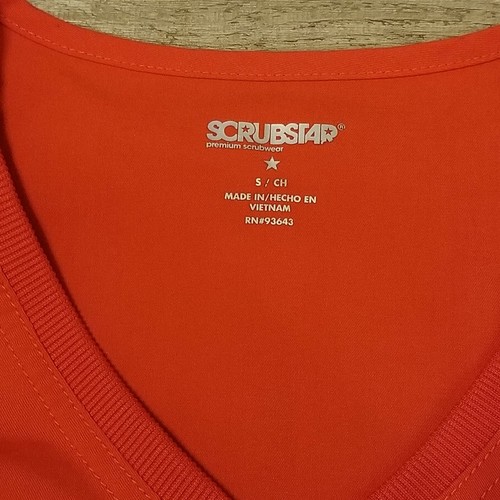 SCRUBSTAR®
premium scrubwear
S / CH
MADE IN/HECHO EN
VIETNAM
RN#93643